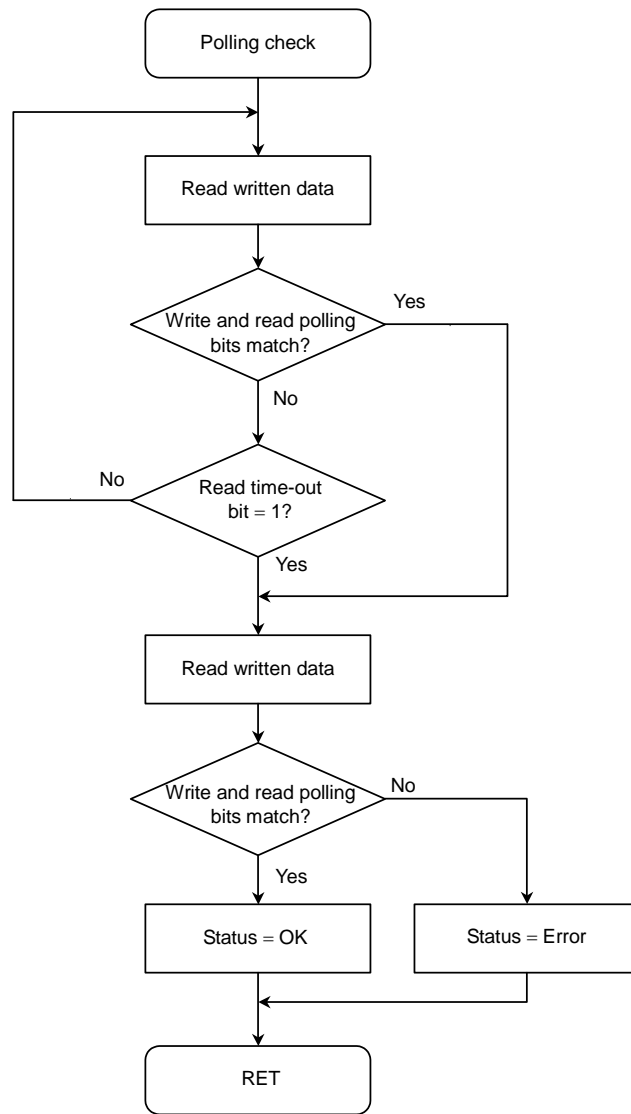 Polling check
Read written data
Yes
Write and read polling
bits match?
No
No
Read time-out
bit = 1?
Yes
Read written data
No
Write and read polling
bits match?
Yes
Status = OK
Status = Error
RET